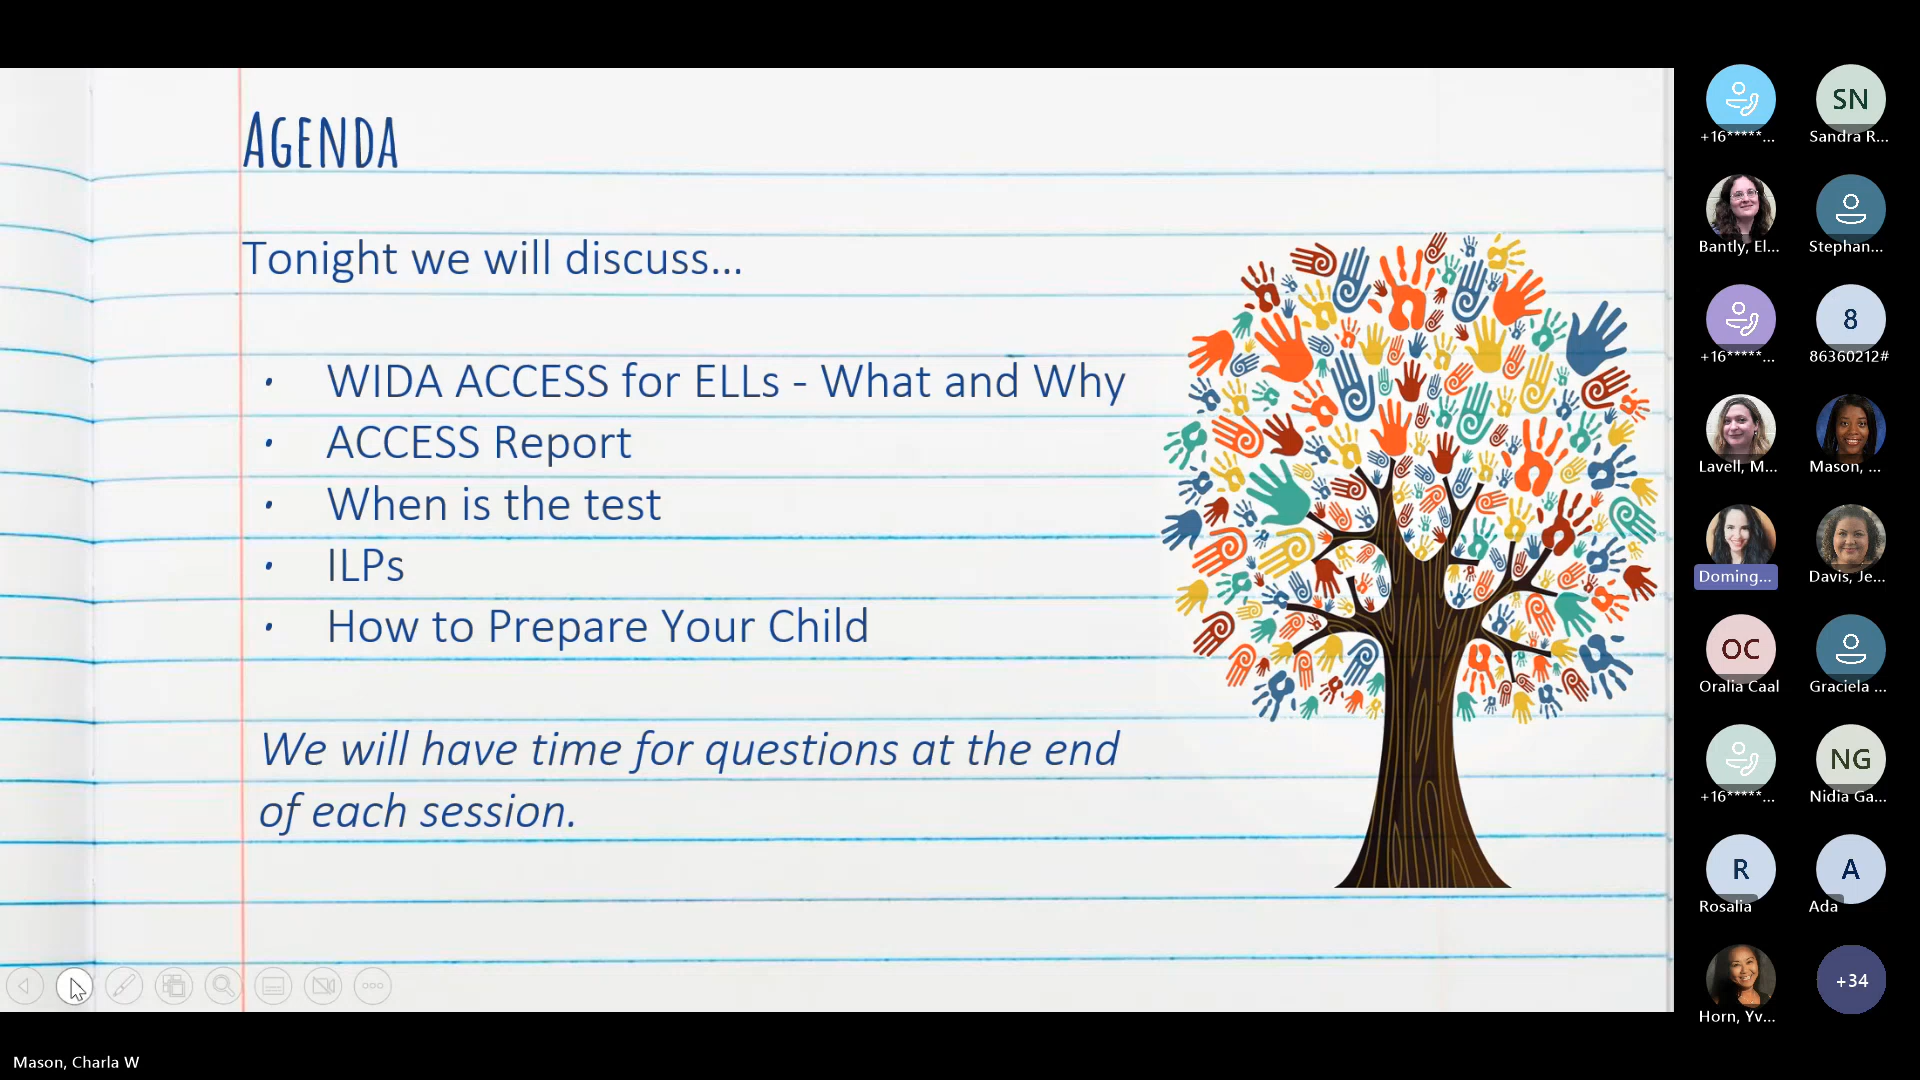 AGENDA
Tonight we will discuss...
• WIDA ACCESS for ELLs - What and Why
• ACCESS Report
• When is the test
• ILPs
• How to Prepare Your Child
We will have time for questions at the end
of each session.
+16*****...
SN
Sandra R...
Bantly, El...
Stephan...
+16*****...
8
86360212#
Lavell, M...
Mason, ...
Doming...
Davis, Je...
OC
Oralia Caal
Graciela ...
+16*****...
NG
Nidia Ga...
R
Rosalia
A
Ada
Horn, Yv...
+34
Mason, Charla W